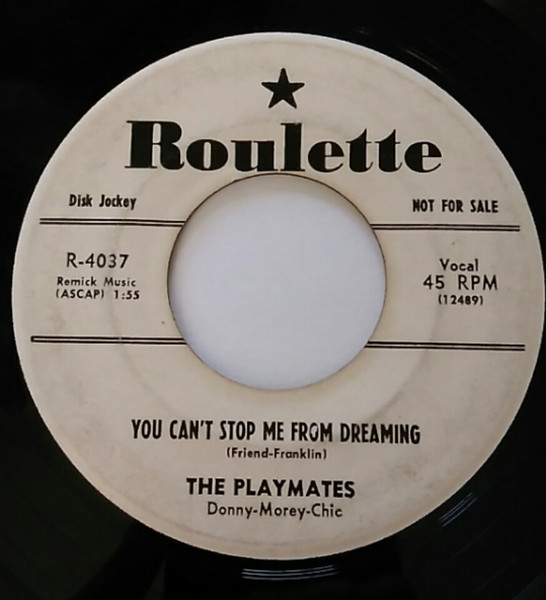 Roulette
Disk Jockey
NOT FOR SALE
R-4037
Remick Music
(ASCAP) 1:55
Vocal
45 RPM
(12489)
YOU CAN'T STOP ME FROM DREAMING
(Friend-Franklin)
THE PLAYMATES
Donny-Morey-Chic